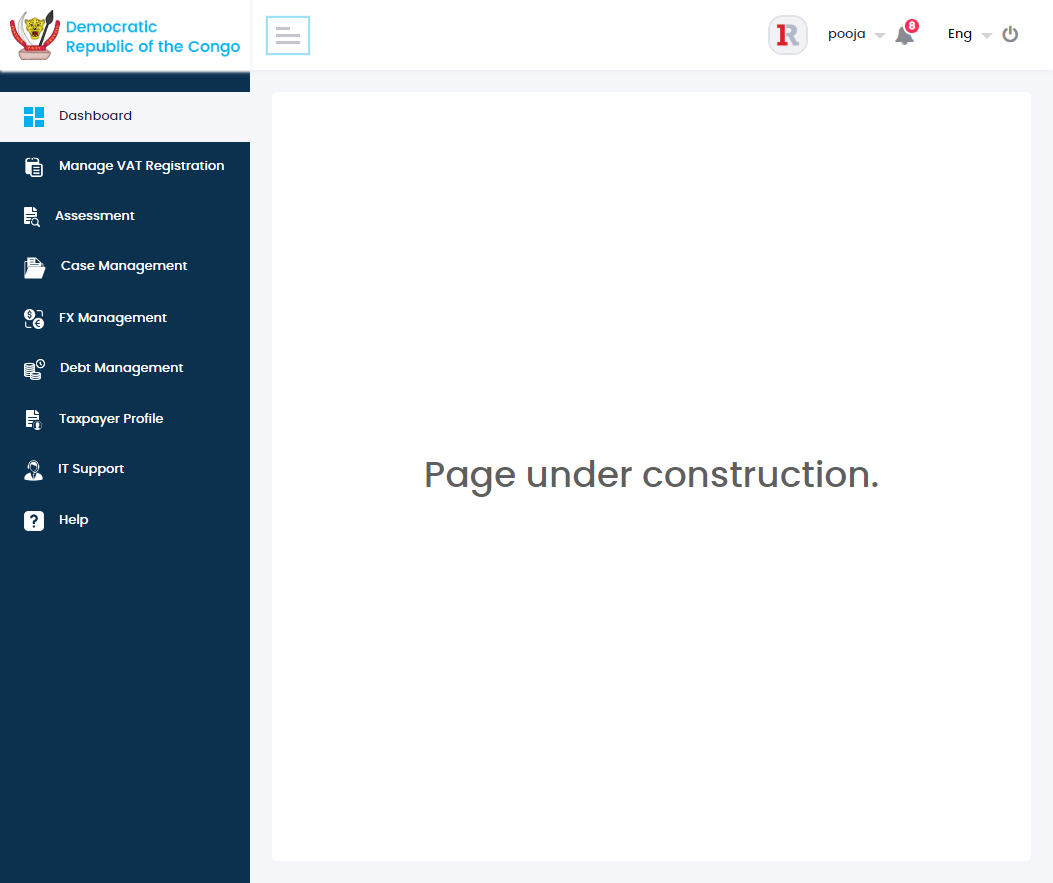 Democratic
Republic of the Congo
1R
pooja
8
Eng
Dashboard
Manage VAT Registration
Assessment
Case Management
FX Management
Debt Management
Taxpayer Profile
IT Support
? Help
Page under construction.